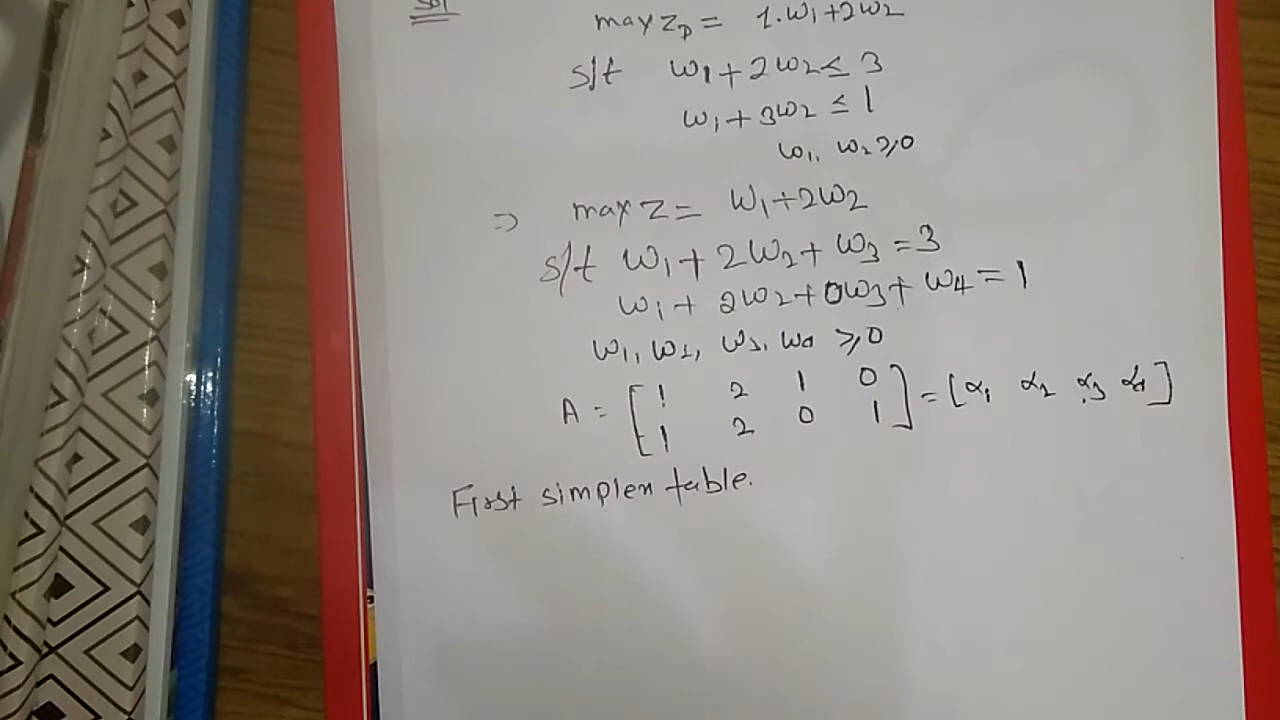 Sol
max Zp = 1.w1+2w2
s/t w1+2w2 ≤ 3
w1+3w2 ≤ 1
w1, w2 ≥ 0
⇒ max Z = w1+2w2
s/t w1+2w2+w3 = 3
w1+2w2+0w3+w4 = 1
w1, w2, w3, w4 ≥ 0
A = [1 2 1 0
1 2 0 1] = [α1 α2 α3 α4]
First simplex table.